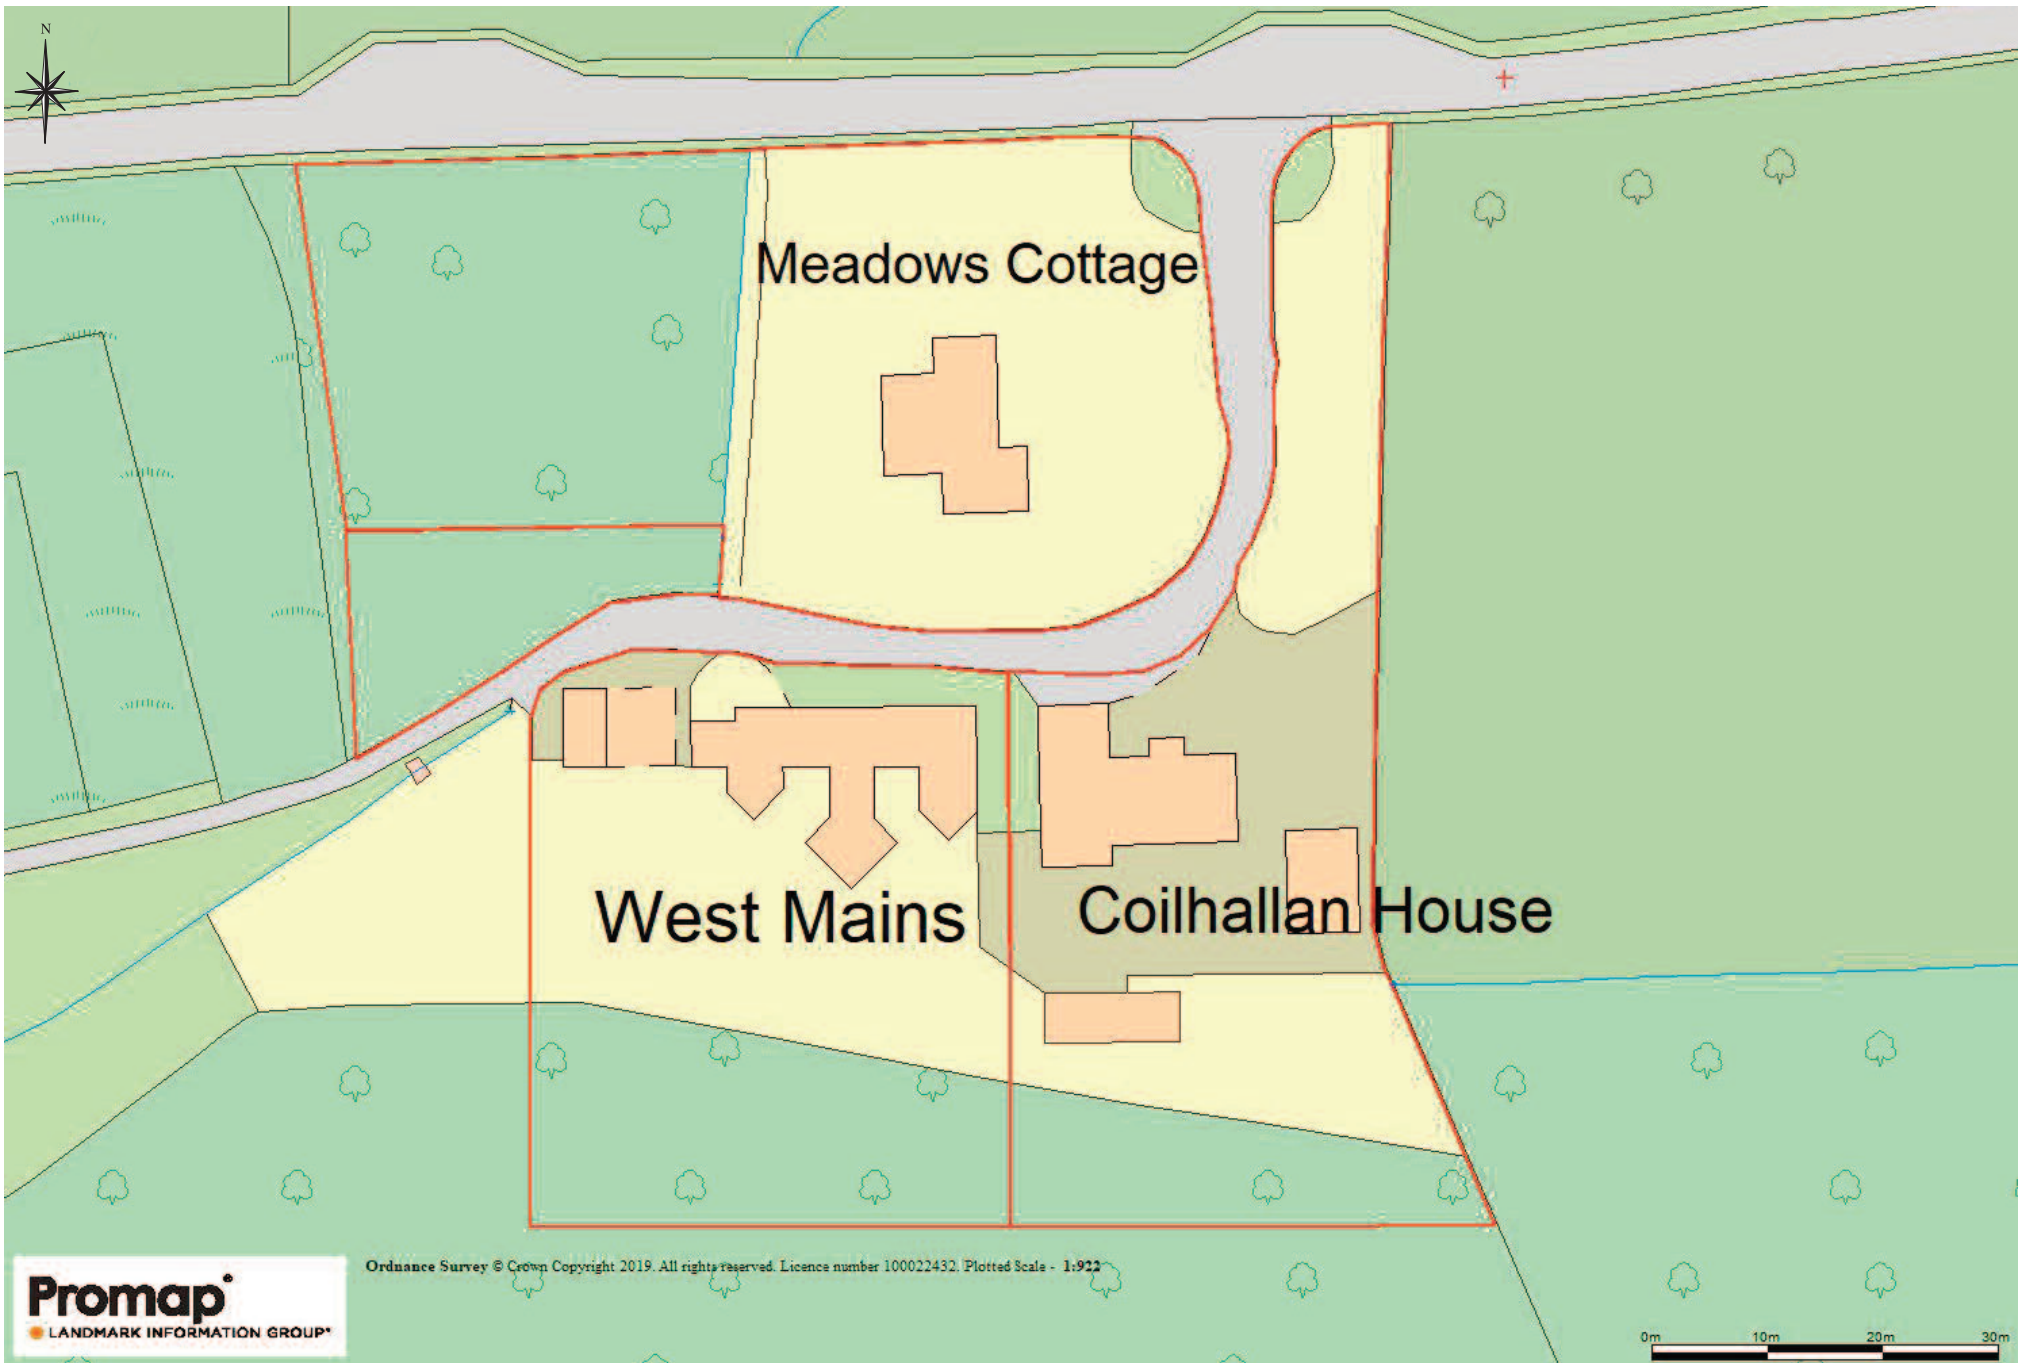 N
Meadows Cottage
West Mains
Coilhallan House
Ordnance Survey © Crown Copyright 2019. All rights reserved. Licence number 100022432. Plotted Scale - 1:922
Promap®
LANDMARK INFORMATION GROUP®
0m 10m 20m 30m